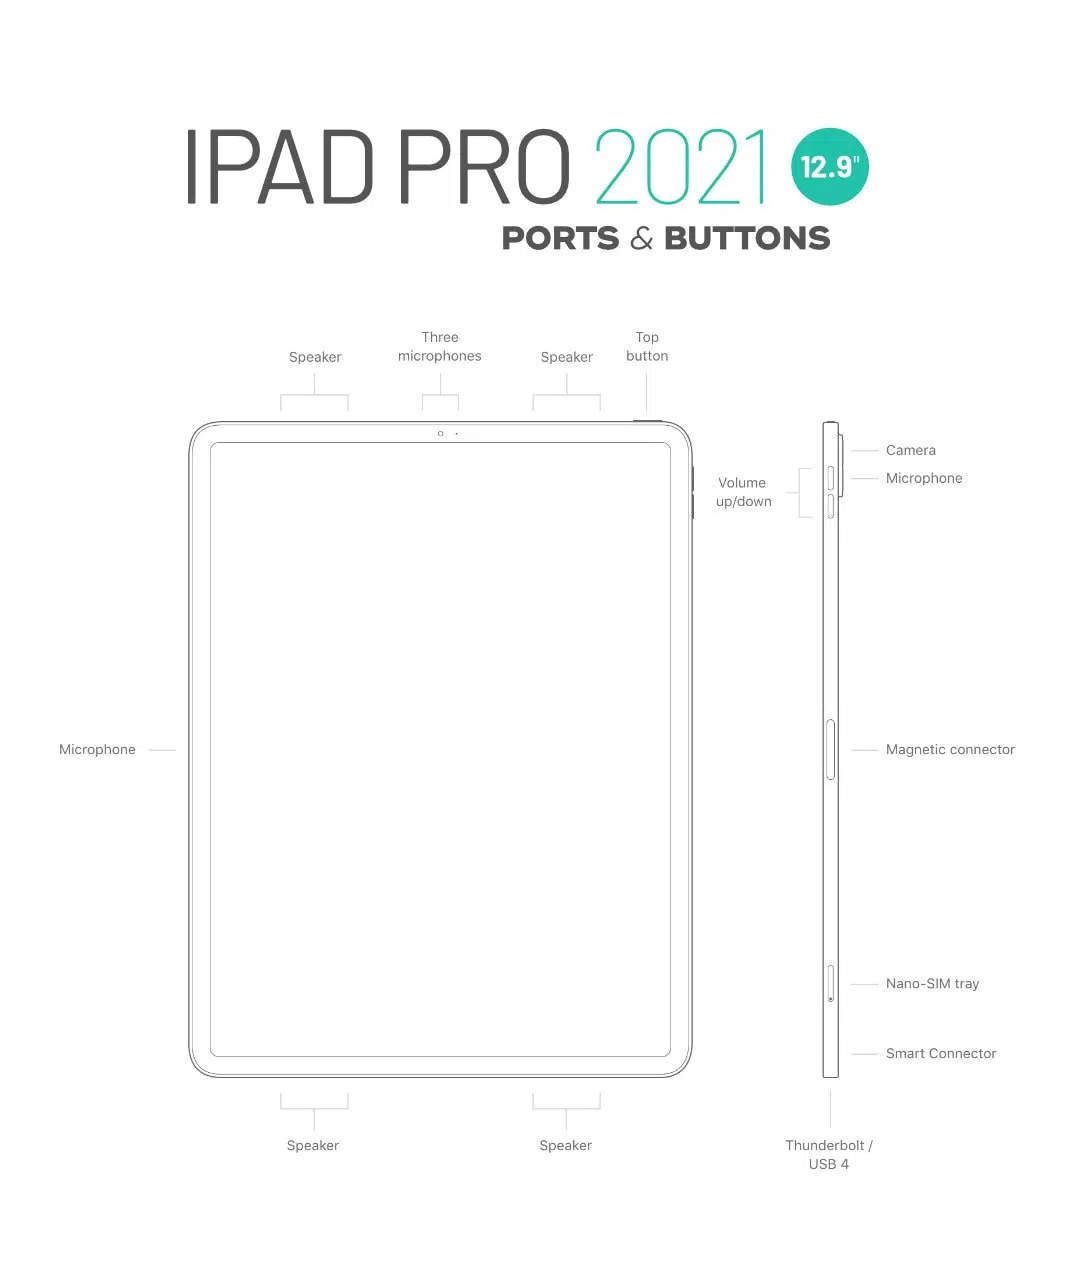 IPAD PRO 2021 12.9"
PORTS & BUTTONS
Speaker
Three
microphones
Speaker
Top
button
Camera
Microphone
Volume
up/down
Microphone
Magnetic connector
Nano-SIM tray
Smart Connector
Speaker
Speaker
Thunderbolt /
USB 4